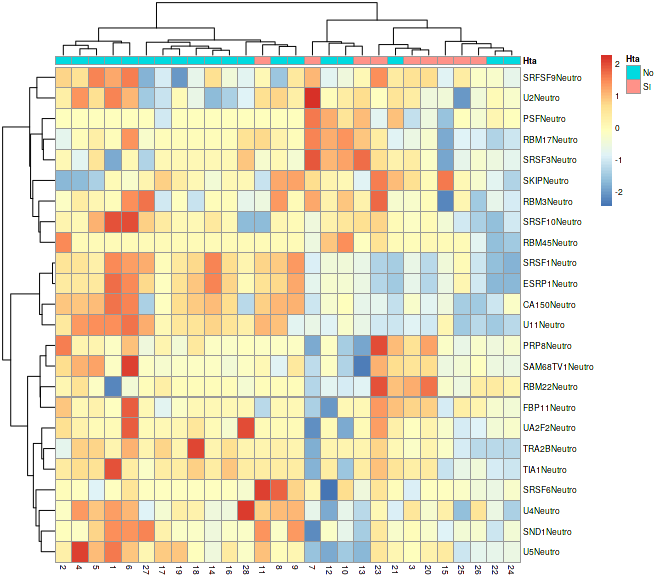 Hta
Hta
No
SI
2
1
0
-1
-2
SRFSF9Neutro
U2Neutro
PSFNeutro
RBM17Neutro
SRSF3Neutro
SKIPNeutro
RBM3Neutro
SRSF10Neutro
RBM45Neutro
SRSF1Neutro
ESRP1Neutro
CA150Neutro
U11Neutro
PRP8Neutro
SAM68TV1Neutro
RBM22Neutro
FBP11Neutro
UA2F2Neutro
TRA2BNeutro
TIA1Neutro
SRSF6Neutro
U4Neutro
SND1Neutro
U5Neutro
2 4 5 1 6 27 17 19 18 14 16 28 11 8 9 7 12 10 13 23 21 3 20 15 25 26 22 24